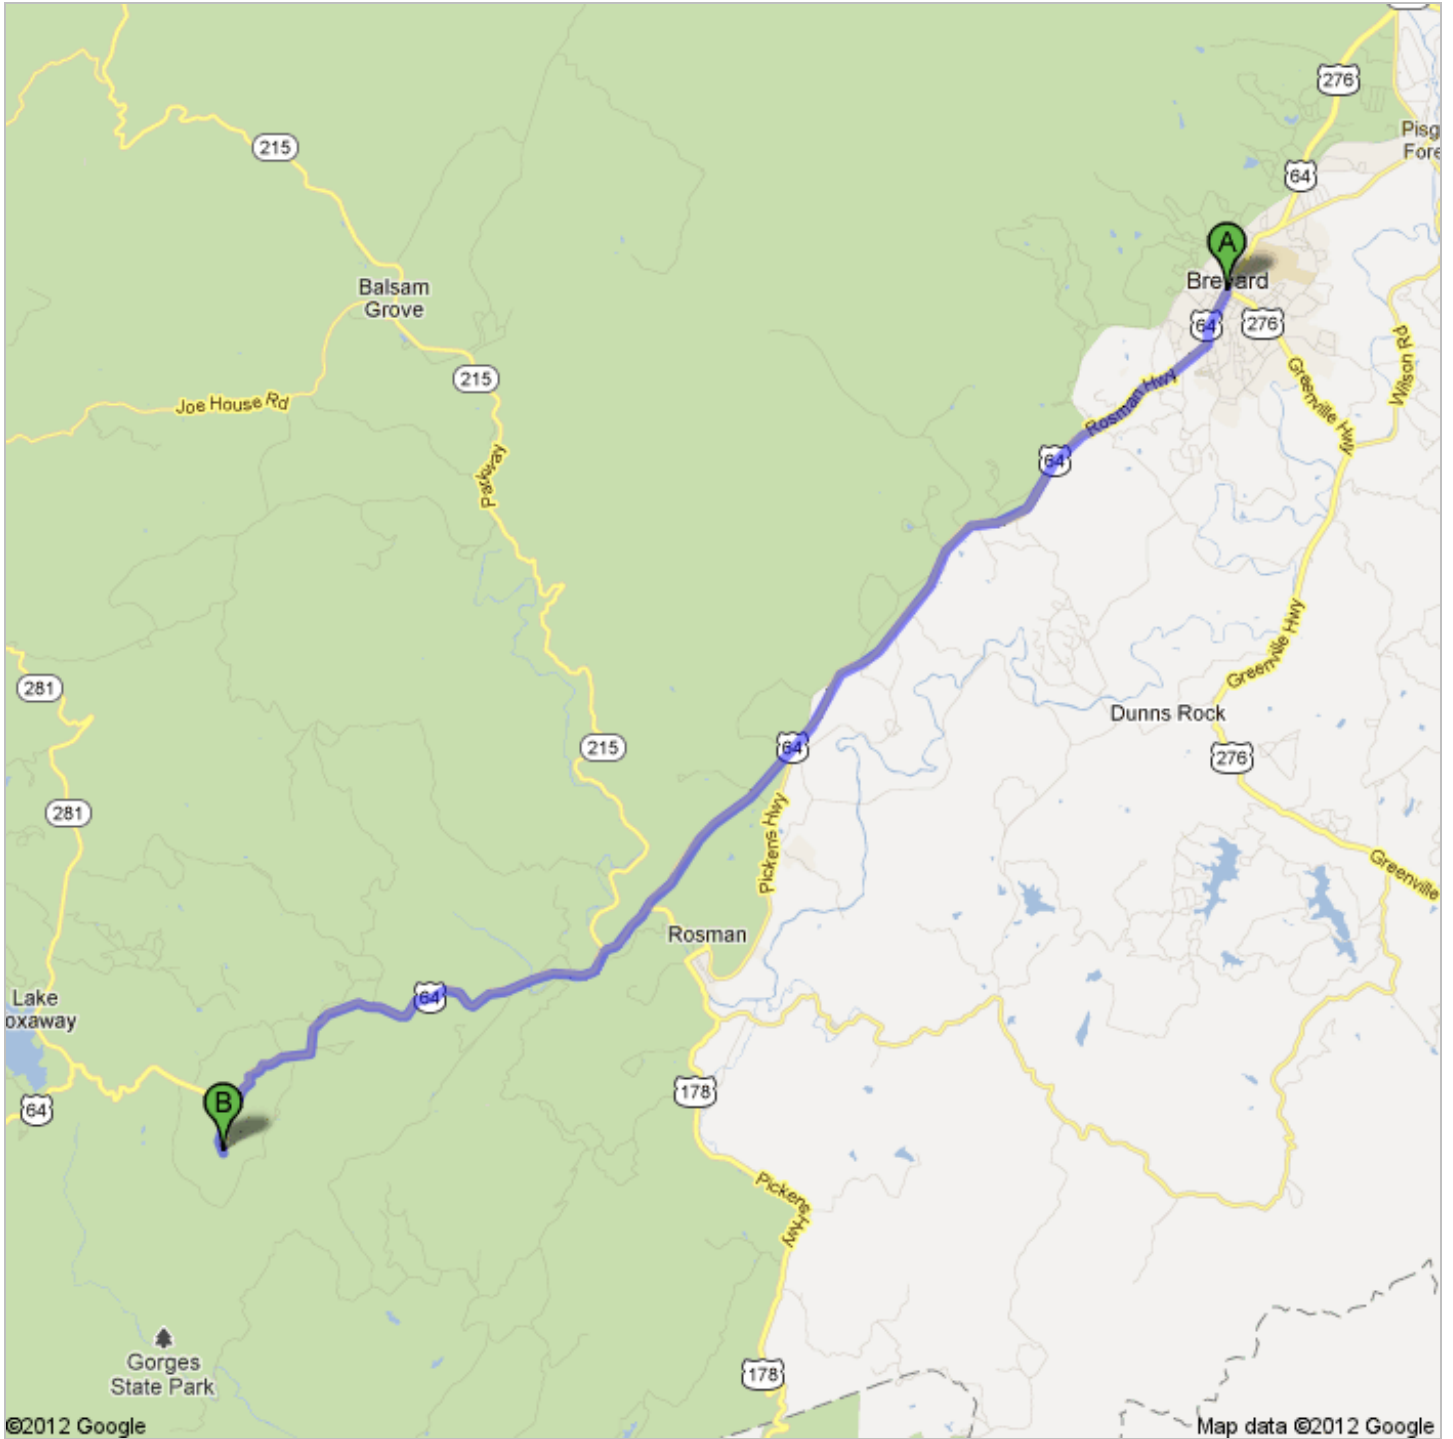 276
Pisg
Fore
215
64
A
Brevard
Balsam
Grove
64
276
Wilson Rd
215
Greenville Hwy
Rosman Hwy
Joe House Rd
Parkway
64
Greenville Hwy
281
Dunns Rock
215
64
276
281
Pickens Hwy
Greenville
Rosman
Lake
oxaway
64
178
B
64
Pickens
Hwy
Gorges
State Park
178
©2012 Google
Map data ©2012 Google